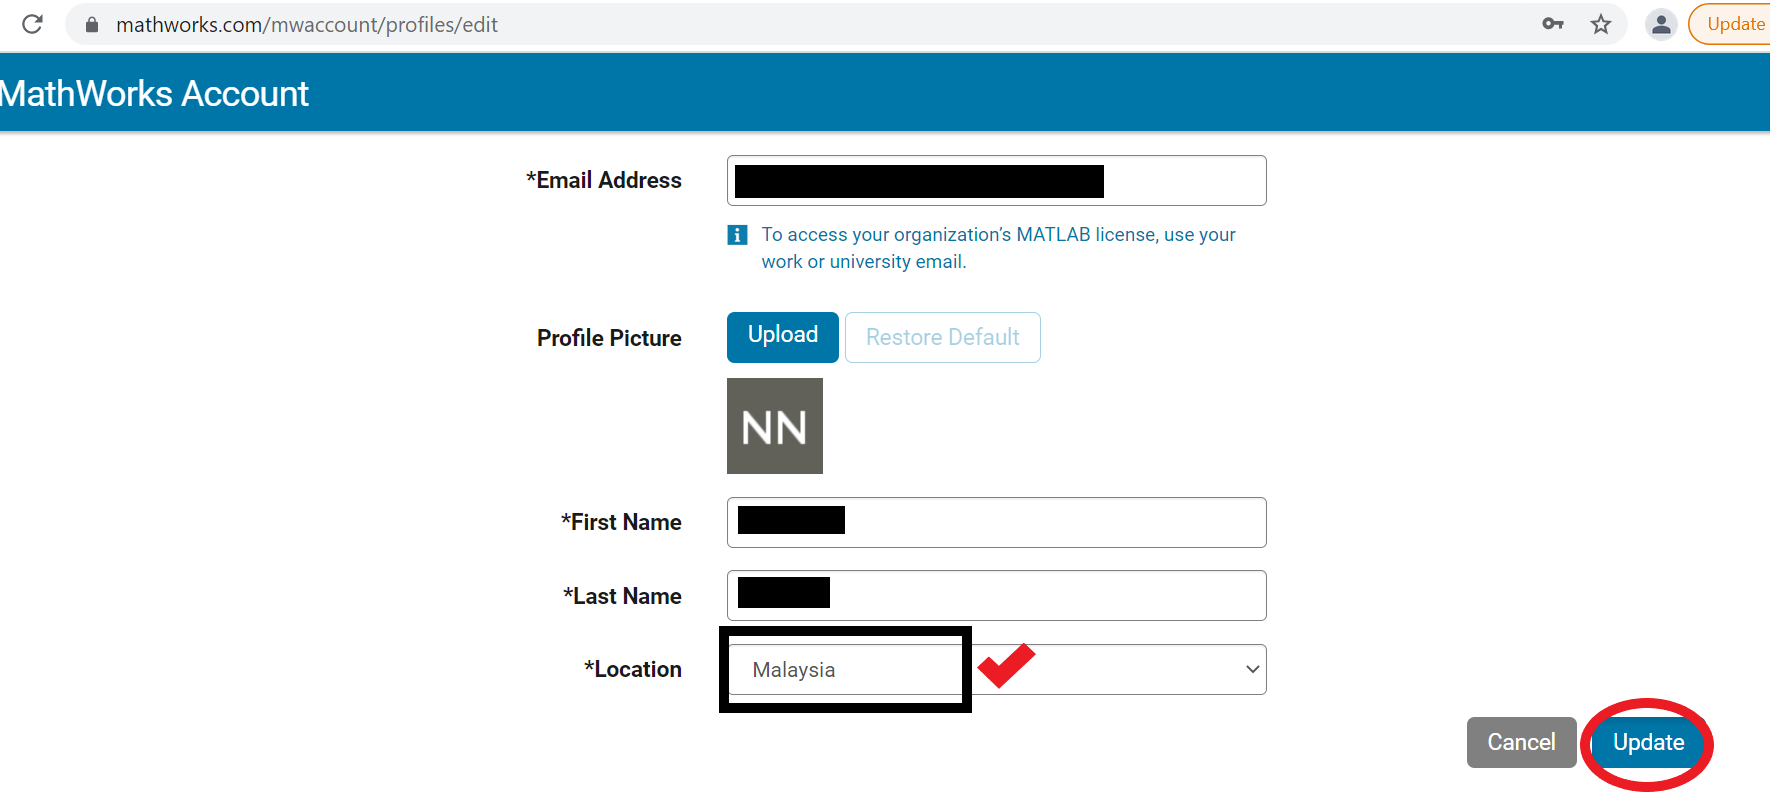 mathworks.com/mwaccount/profiles/edit
Update
MathWorks Account
*Email Address
To access your organization's MATLAB license, use your
work or university email.
Profile Picture
Upload
Restore Default
NN
*First Name
*Last Name
*Location
Malaysia
Cancel
Update